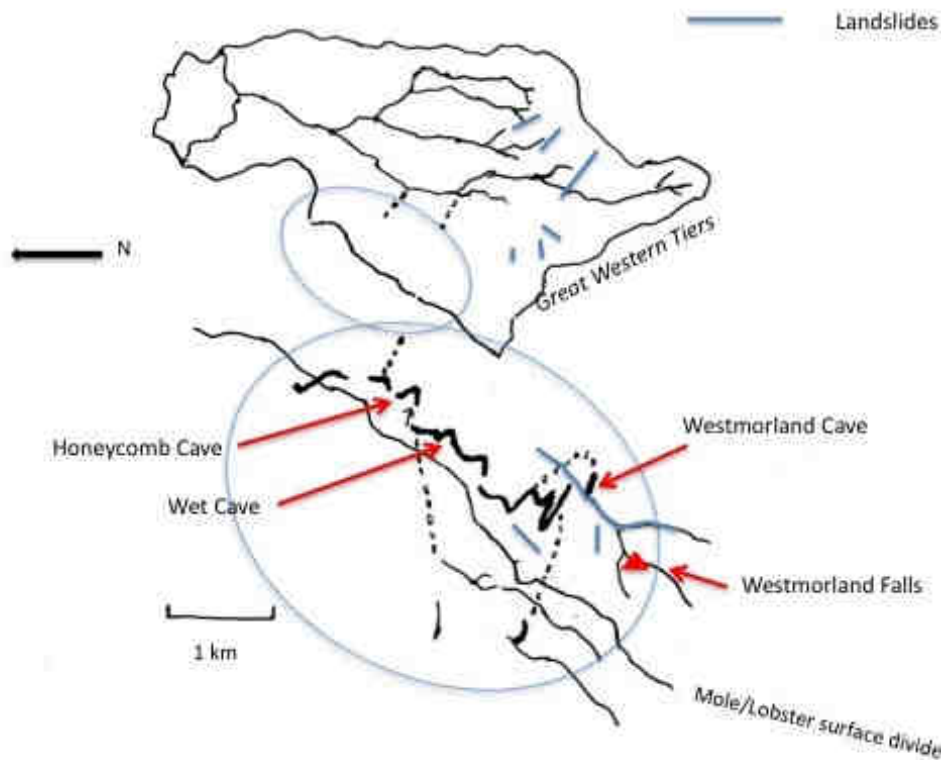 Landslides
N
Great Western Tiers
Honeycomb Cave
Westmorland Cave
Wet Cave
Westmorland Falls
1 km
Mole/Lobster surface divide